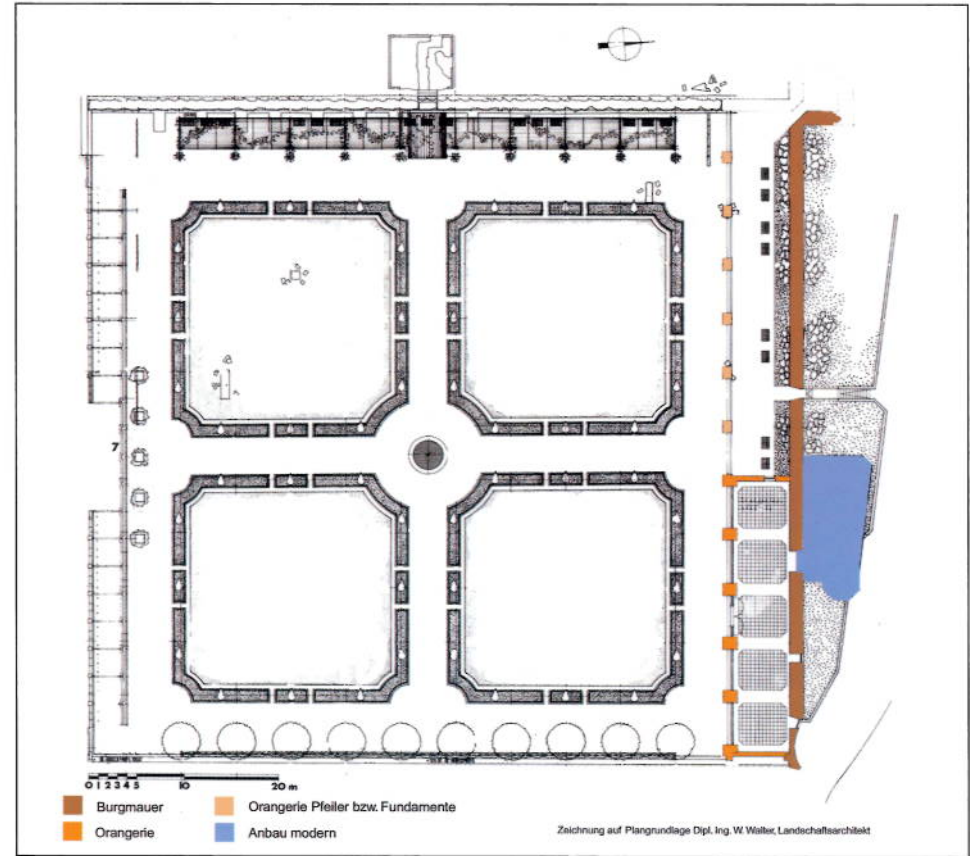 7
0 1 2 3 4 5 10 20 m
Burgmauer
Orangerie Pfeiler bzw. Fundamente
Orangerie
Anbau modern
Zeichnung auf Plangrundlage Dipl. Ing. W. Walter, Landschaftsarchitekt